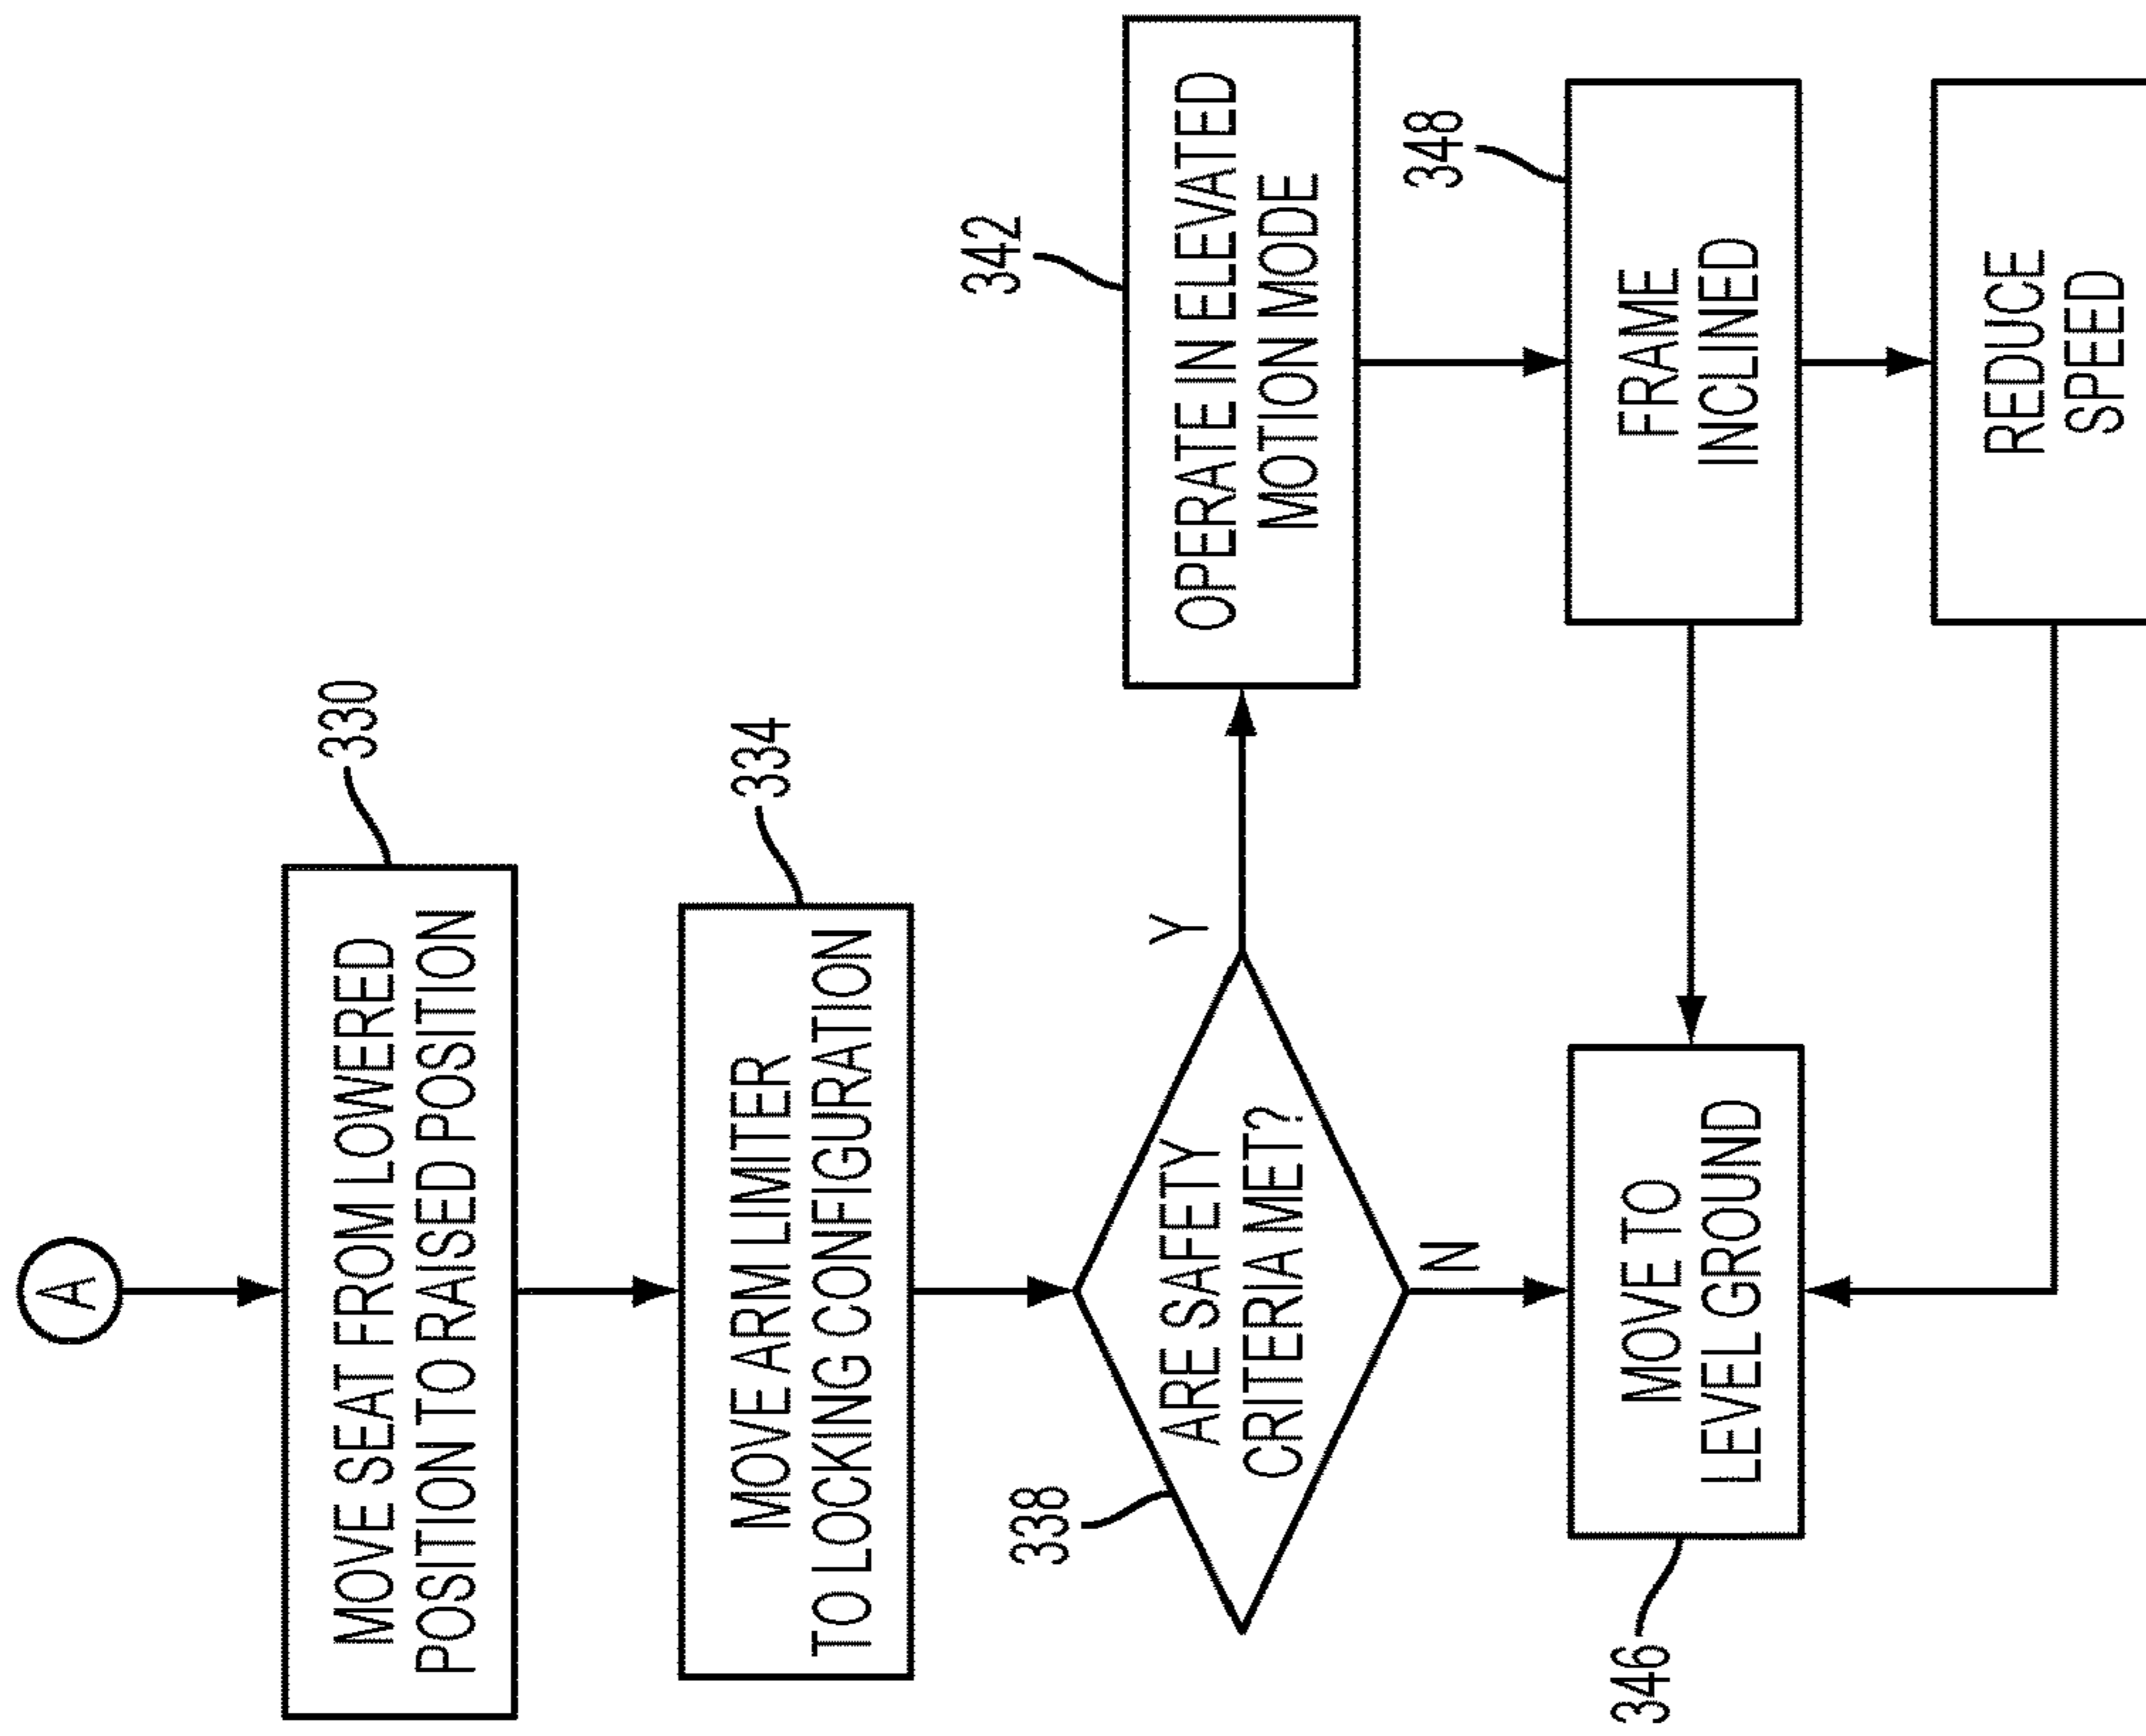 A
330
MOVE SEAT FROM LOWERED
POSITION TO RAISED POSITION
334
MOVE ARM LIMITER
TO LOCKING CONFIGURATION
338
ARE SAFETY
CRITERIA MET?
Y
N
342
OPERATE IN ELEVATED
MOTION MODE
346
MOVE TO
LEVEL GROUND
348
FRAME
INCLINED
REDUCE
SPEED